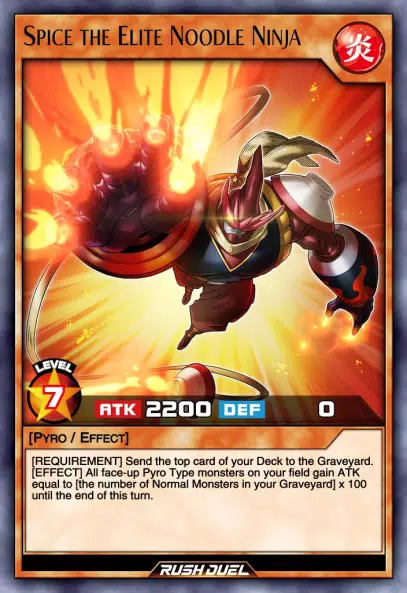 Spice the Elite Noodle Ninja
炎
LEVEL
7
ATK 2200 DEF 0
[Pyro / Effect]
[REQUIREMENT] Send the top card of your Deck to the Graveyard.
[EFFECT] All face-up Pyro Type monsters on your field gain ATK
equal to [the number of Normal Monsters in your Graveyard] x 100
until the end of this turn.
RUSH DUEL